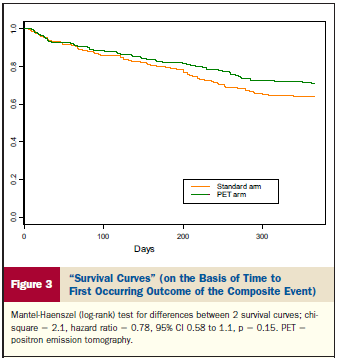 1.0
0.8
0.6
0.4
0.2
0.0
Standard arm
PET arm
0 100 200 300
Days
Figure 3
“Survival Curves” (on the Basis of Time to
First Occurring Outcome of the Composite Event)
Mantel-Haenszel (log-rank) test for differences between 2 survival curves; chi-
square = 2.1, hazard ratio = 0.78, 95% CI 0.58 to 1.1, p = 0.15. PET =
positron emission tomography.